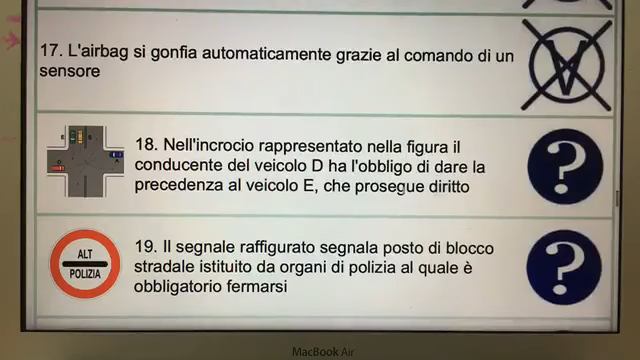 17. L'airbag si gonfia automaticamente grazie al comando di un
sensore
V
18. Nell'incrocio rappresentato nella figura il
conducente del veicolo D ha l'obbligo di dare la
precedenza al veicolo E, che prosegue diritto
?
ALT
POLIZIA
19. Il segnale raffigurato segnala posto di blocco
stradale istituito da organi di polizia al quale è
obbligatorio fermarsi
?
MacBook Air